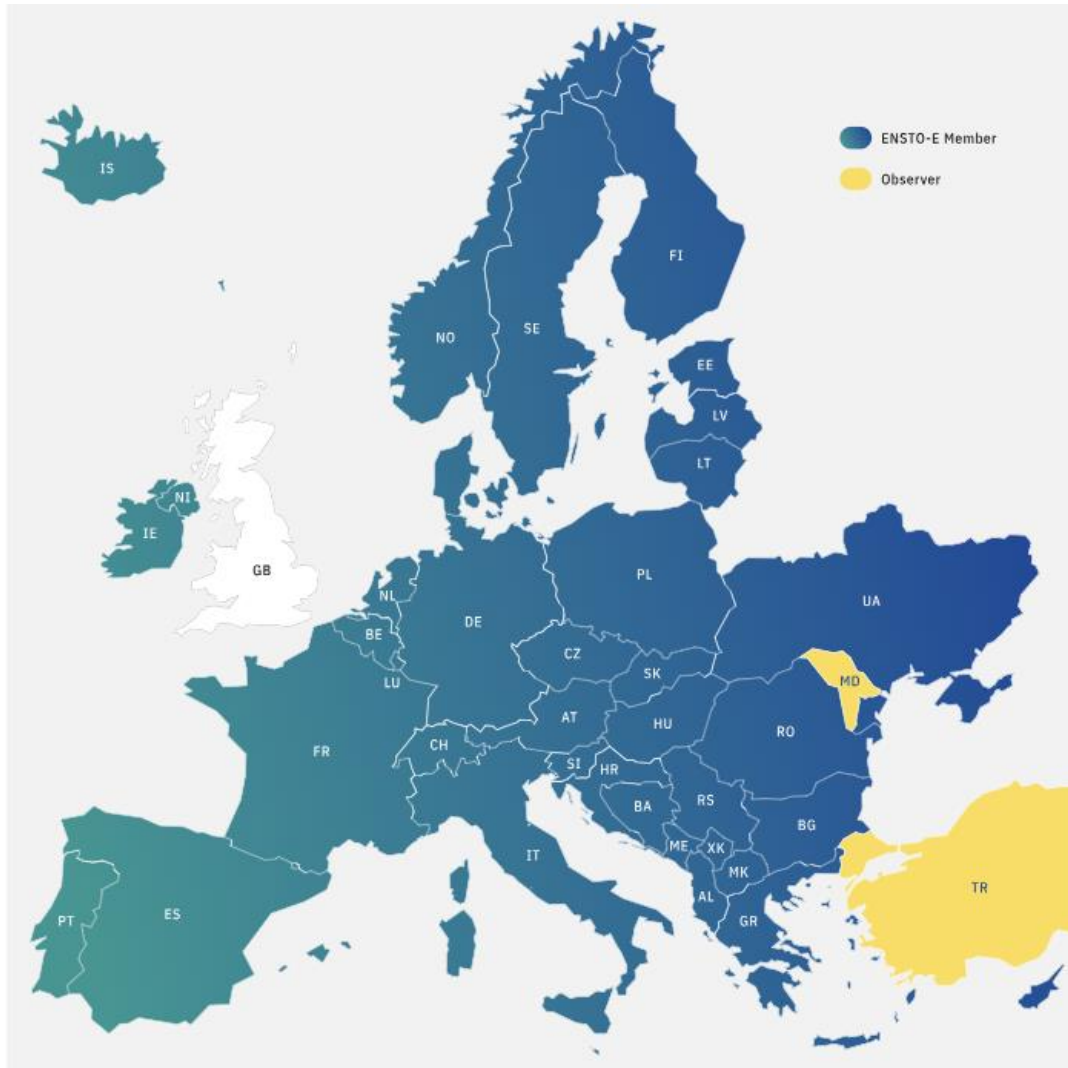 IS
ENSTO-E Member
Observer
FI
NO
SE
EE
LV
LT
NI
IE
GB
NL
PL
UA
BE
DE
CZ
SK
LU
MD
AT
HU
RO
FR
CH
SI
HR
BA
RS
BG
ME
XK
IT
MK
TR
AL
PT
ES
GR